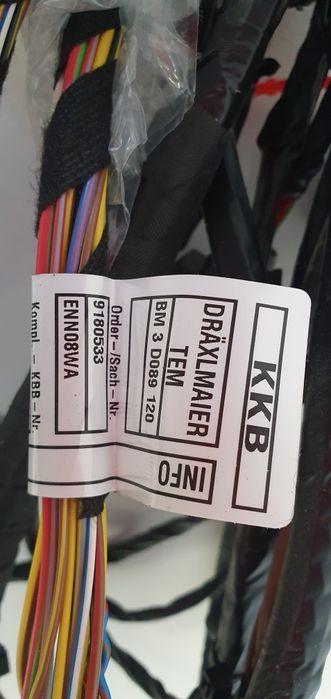 KKB
DRÄXLMAIER
TEM
BM 3 D089 120
Order-/Sach-Nr.
9180533
ENN08WA
Kompl. - KBB - Nr.
INFO